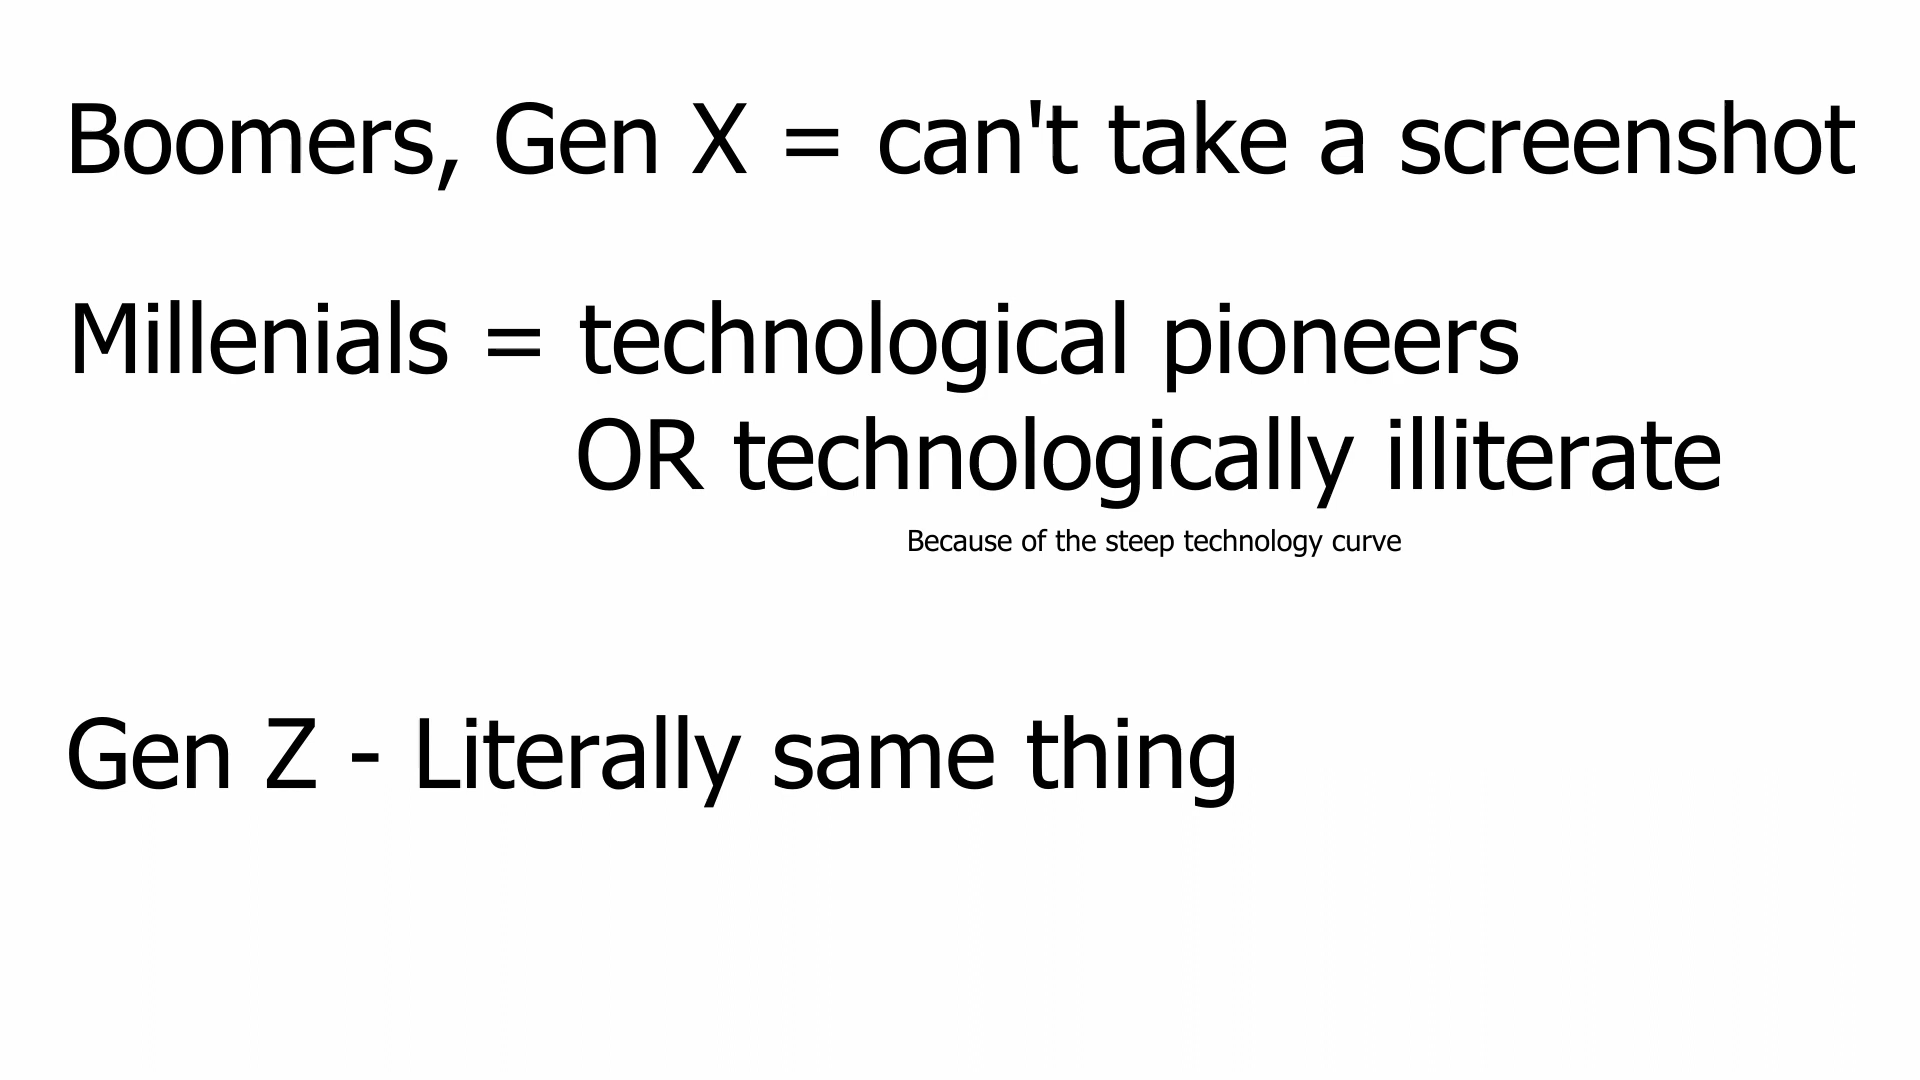 Boomers, Gen X = can't take a screenshot
Millenials = technological pioneers
OR technologically illiterate
Because of the steep technology curve
Gen Z - Literally same thing